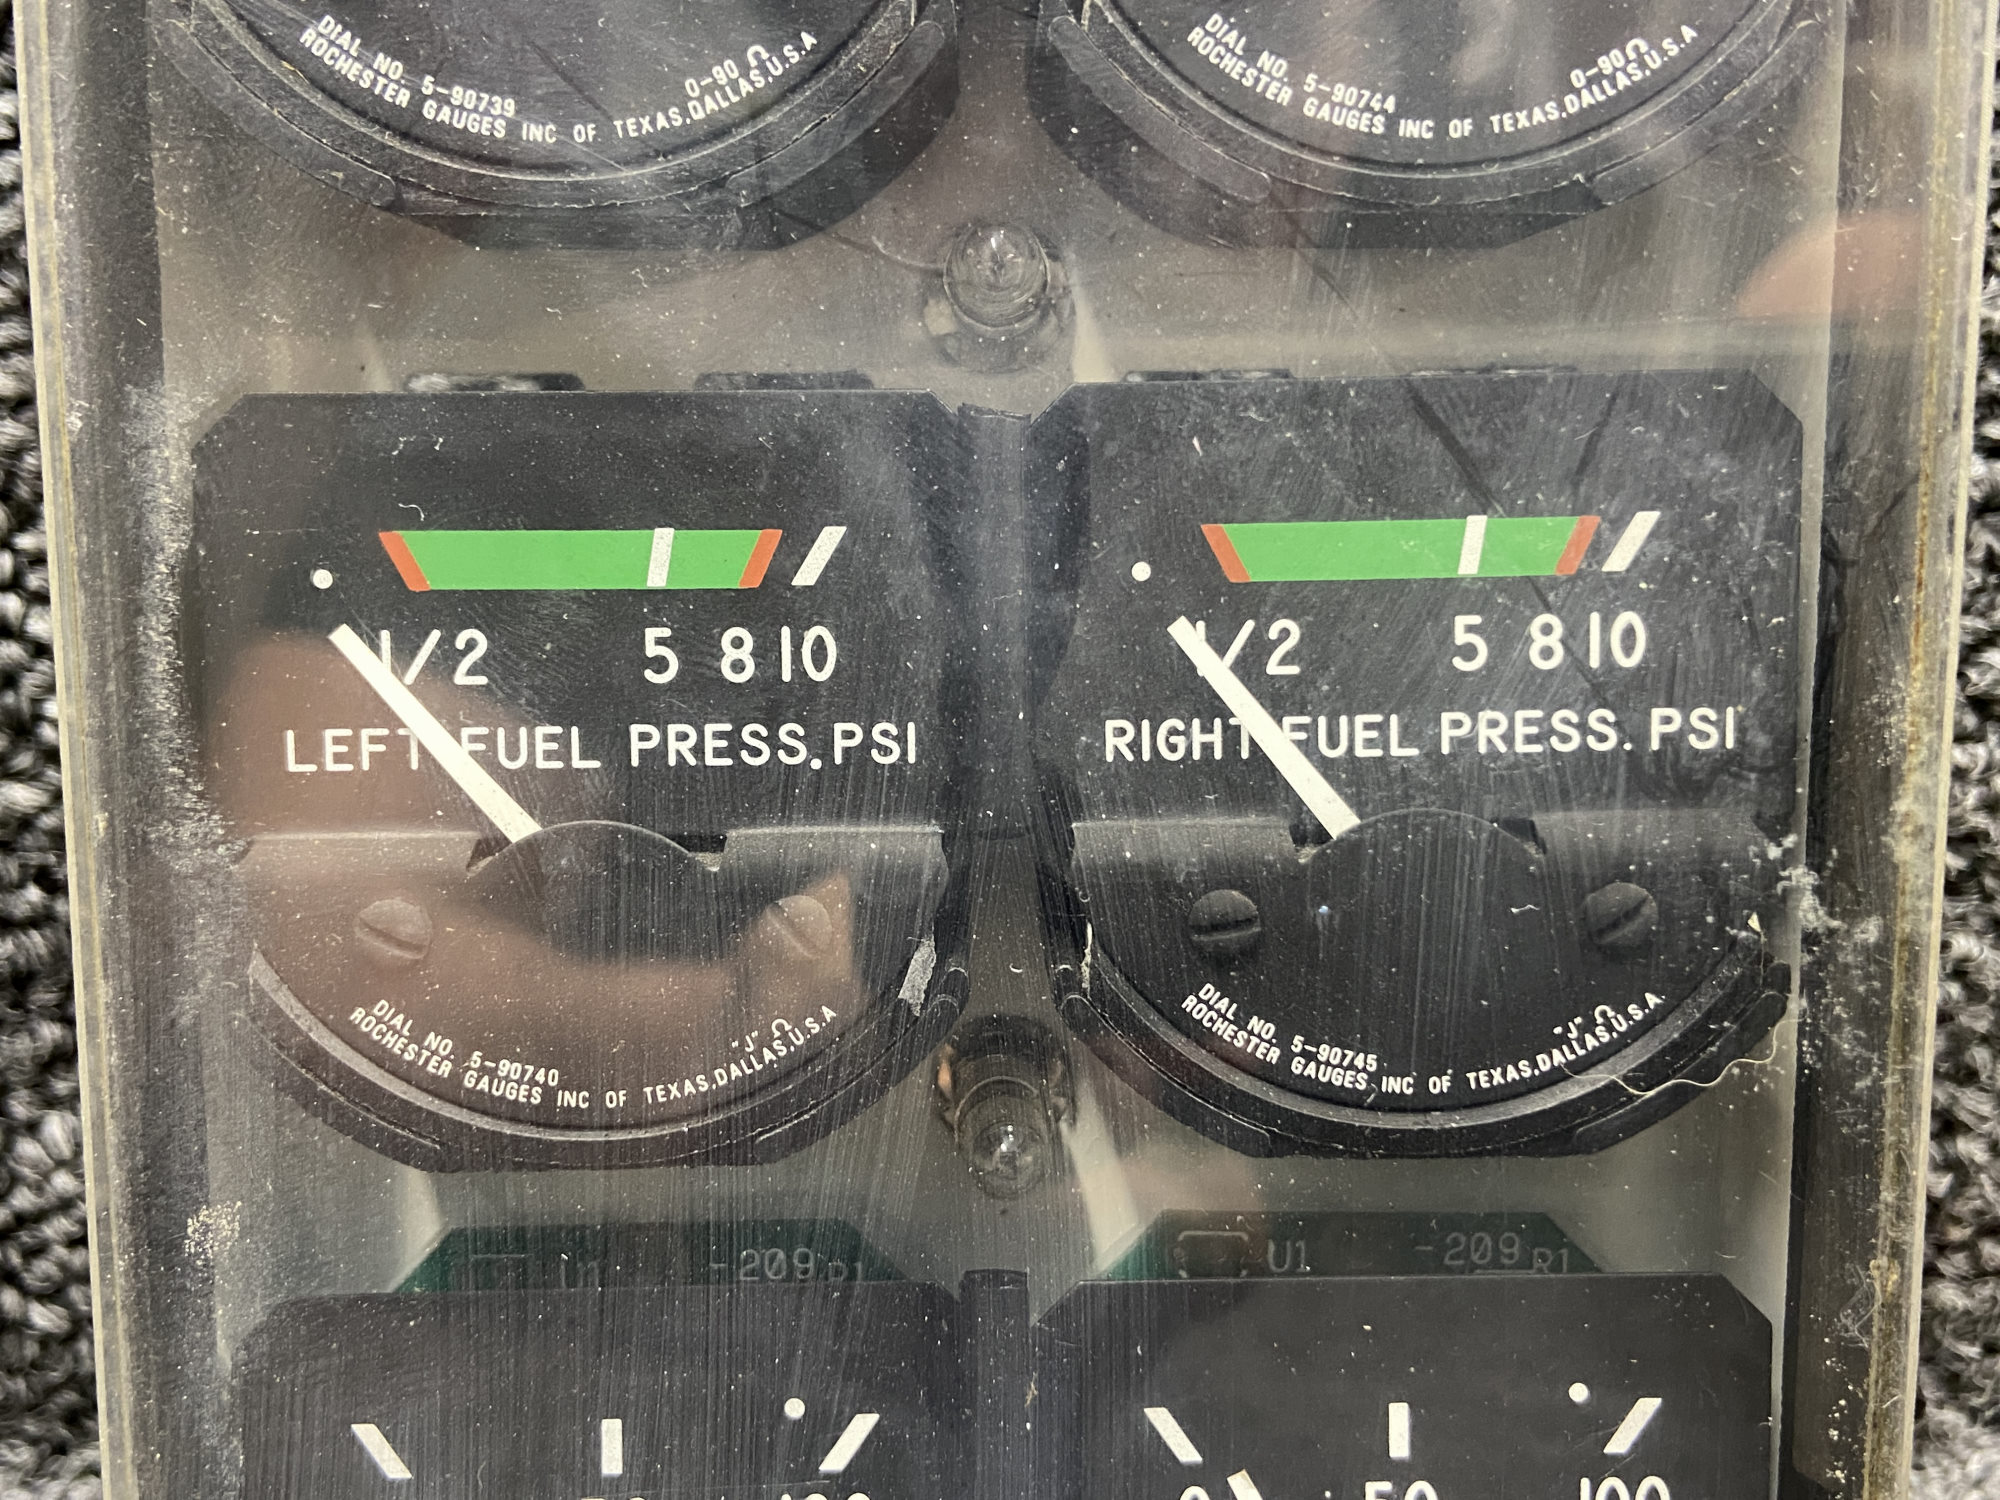 DIAL NO. 5-90739 0-90 Ω
ROCHESTER GAUGES INC OF TEXAS, DALLAS, U.S.A
DIAL NO. 5-90744 0-90 Ω
ROCHESTER GAUGES INC OF TEXAS, DALLAS, U.S.A
1/2 5 8 10
LEFT FUEL PRESS. PSI
DIAL NO. 5-90740 "J" Ω
ROCHESTER GAUGES INC OF TEXAS, DALLAS, U.S.A
1/2 5 8 10
RIGHT FUEL PRESS. PSI
DIAL NO. 5-90745 "J" Ω
ROCHESTER GAUGES INC OF TEXAS, DALLAS, U.S.A.
U1 -209 R1
U1 -209 R1
0 50 100